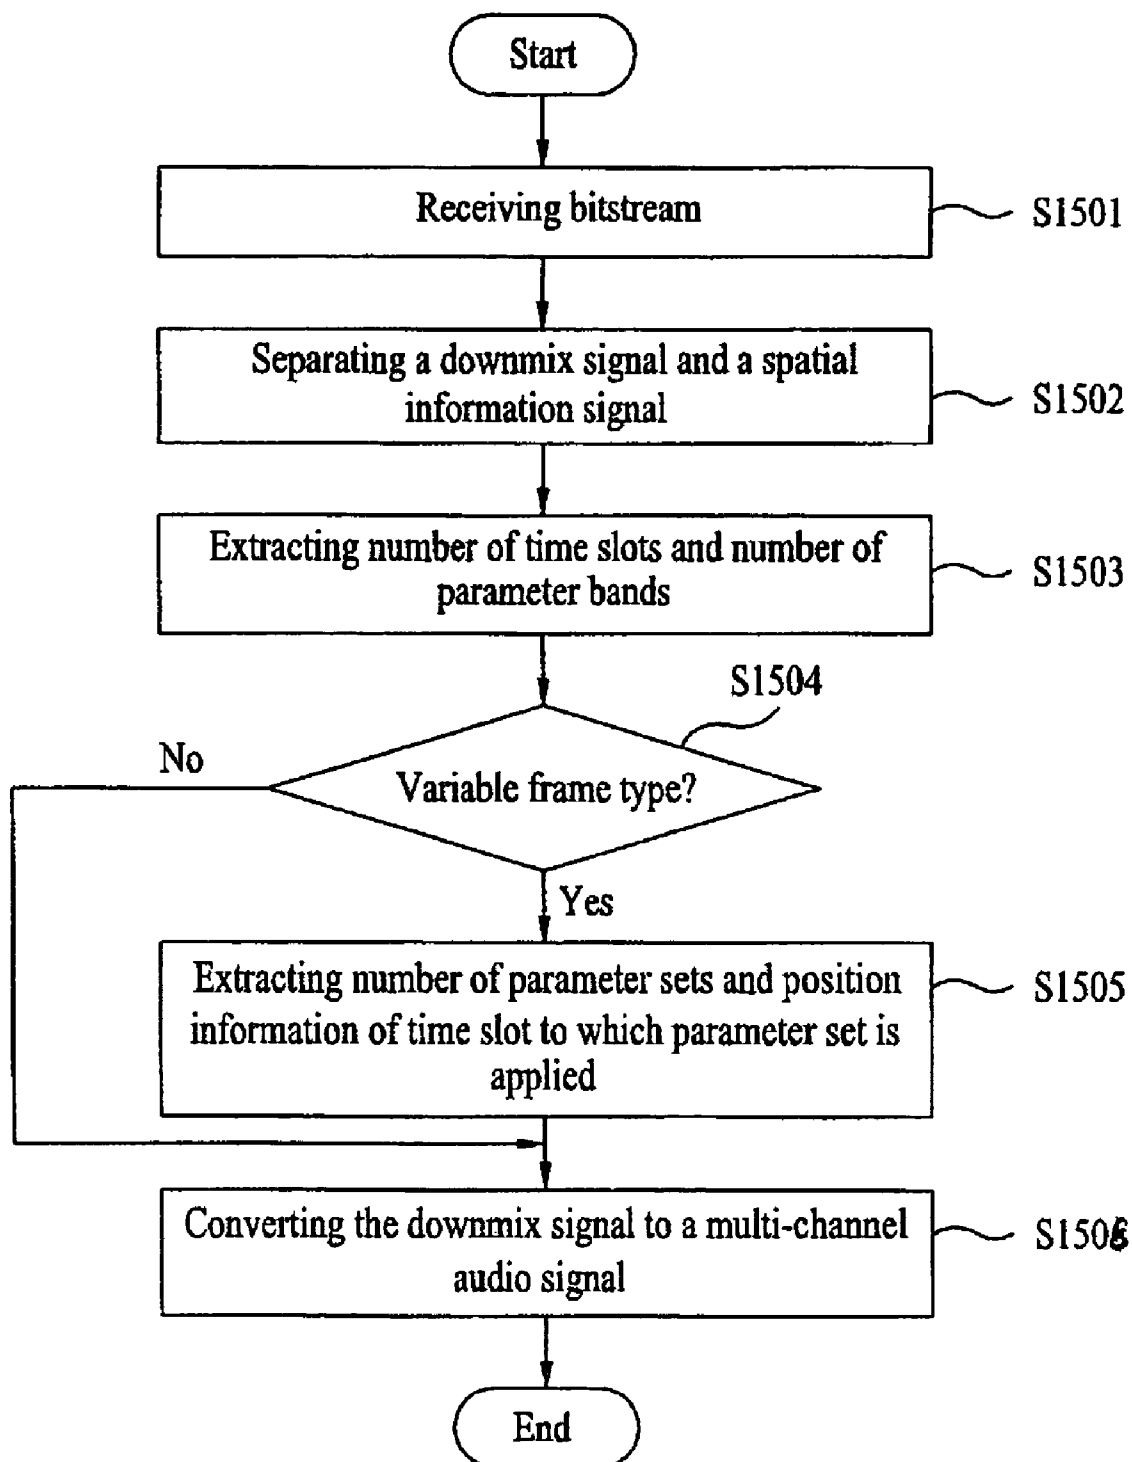 Start
Receiving bitstream
S1501
Separating a downmix signal and a spatial
information signal
S1502
Extracting number of time slots and number of
parameter bands
S1503
S1504
No
Variable frame type?
Yes
Extracting number of parameter sets and position
information of time slot to which parameter set is
applied
S1505
Converting the downmix signal to a multi-channel
audio signal
S1506
End